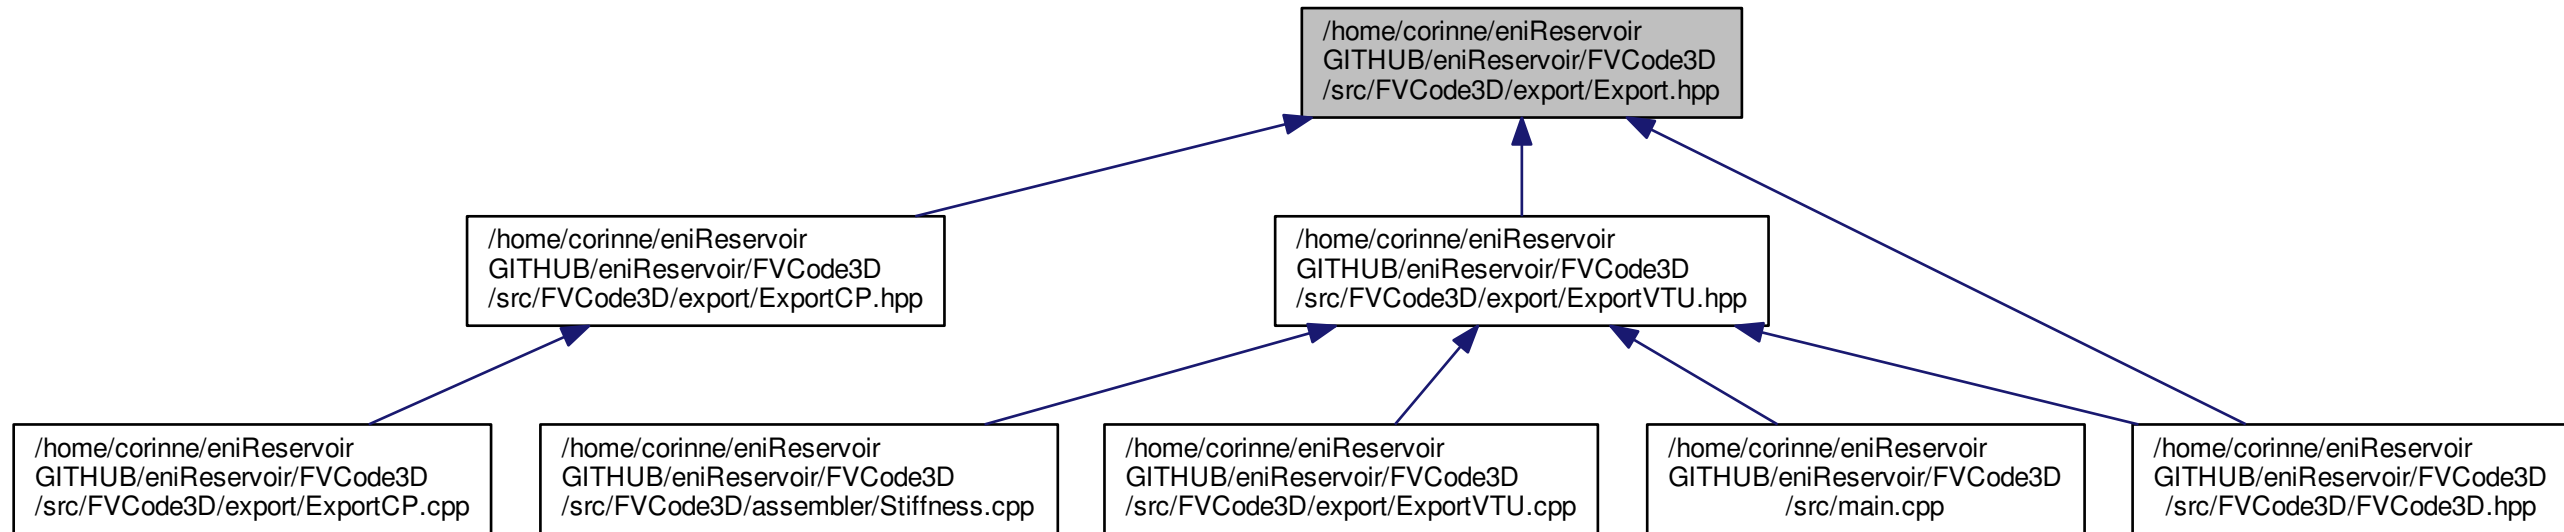 /home/corinne/eniReservoir
GITHUB/eniReservoir/FVCode3D
/src/FVCode3D/export/Export.hpp
/home/corinne/eniReservoir
GITHUB/eniReservoir/FVCode3D
/src/FVCode3D/export/ExportCP.hpp
/home/corinne/eniReservoir
GITHUB/eniReservoir/FVCode3D
/src/FVCode3D/export/ExportVTU.hpp
/home/corinne/eniReservoir
GITHUB/eniReservoir/FVCode3D
/src/FVCode3D/export/ExportCP.cpp
/home/corinne/eniReservoir
GITHUB/eniReservoir/FVCode3D
/src/FVCode3D/assembler/Stiffness.cpp
/home/corinne/eniReservoir
GITHUB/eniReservoir/FVCode3D
/src/FVCode3D/export/ExportVTU.cpp
/home/corinne/eniReservoir
GITHUB/eniReservoir/FVCode3D
/src/main.cpp
/home/corinne/eniReservoir
GITHUB/eniReservoir/FVCode3D
/src/FVCode3D/FVCode3D.hpp